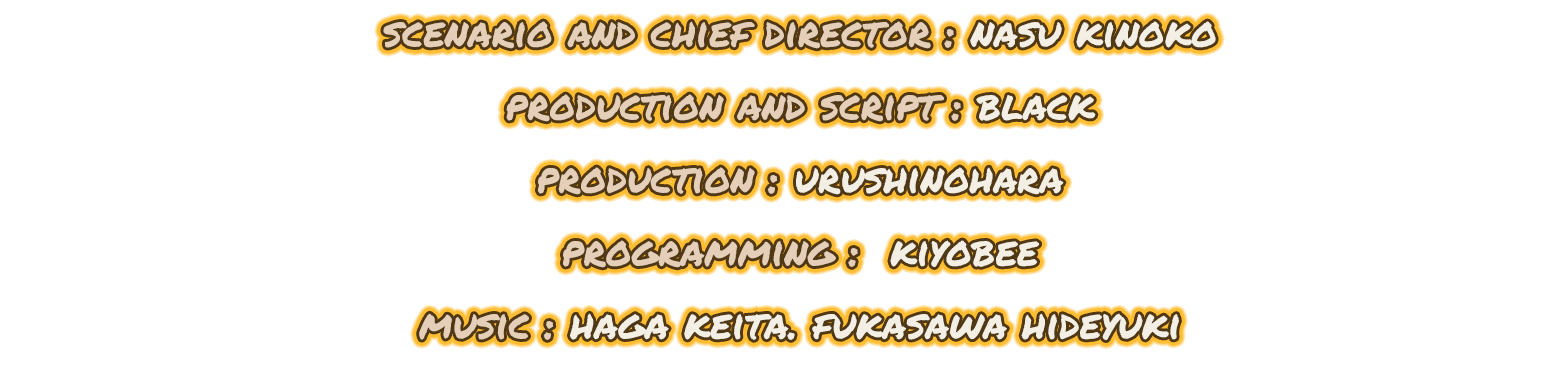 SCENARIO AND CHIEF DIRECTOR : NASU KINOKO
PRODUCTION AND SCRIPT : BLACK
PRODUCTION : URUSHINOHARA
PROGRAMMING : KIYOBEE
MUSIC : HAGA KEITA. FUKASAWA HIDEYUKI